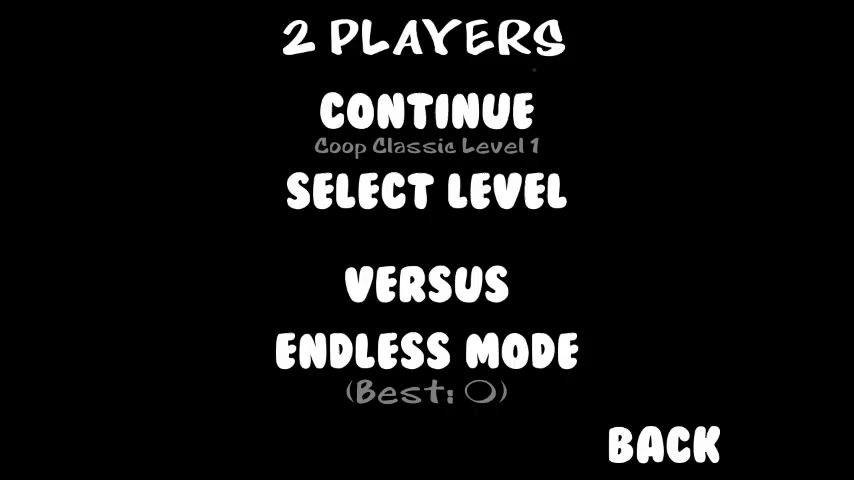 2 PLAYERS
CONTINUE
Coop Classic Level 1
SELECT LEVEL
VERSUS
ENDLESS MODE
(Best: 0)
BACK